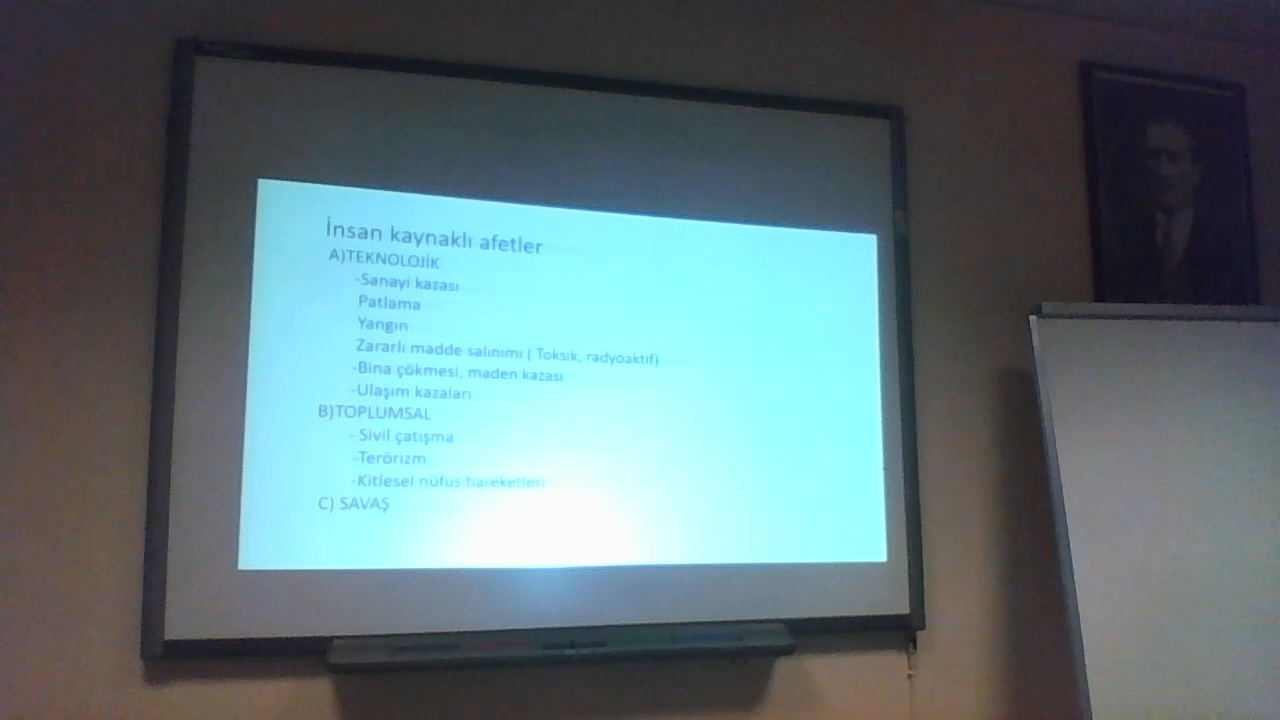 İnsan kaynaklı afetler
A)TEKNOLOJİK
-Sanayi kazası
Patlama
Yangın
Zararlı madde salınımı ( Toksik, radyoaktif)
-Bina çökmesi, maden kazası
-Ulaşım kazaları
B)TOPLUMSAL
- Sivil çatışma
-Terörizm
-Kitlesel nüfus hareketleri
C) SAVAŞ